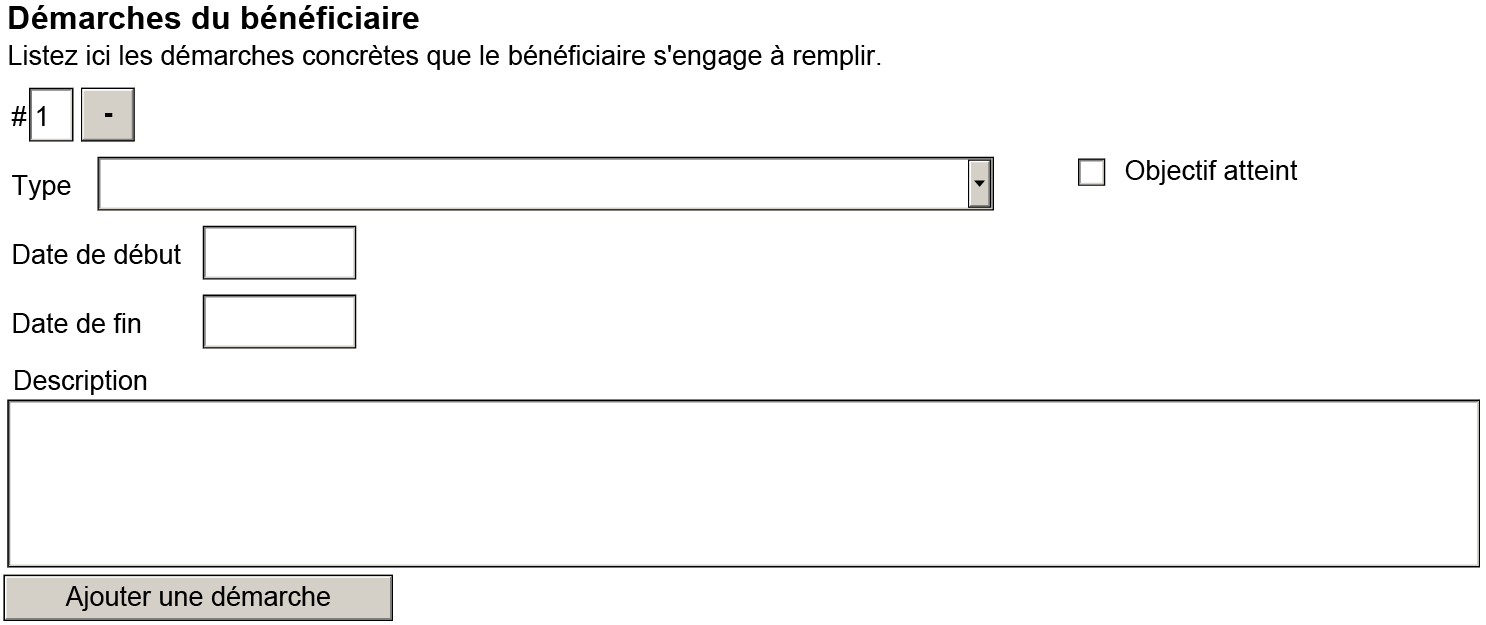 Démarches du bénéficiaire
Listez ici les démarches concrètes que le bénéficiaire s'engage à remplir.
# 1 -
Type
Objectif atteint
Date de début
Date de fin
Description
Ajouter une démarche